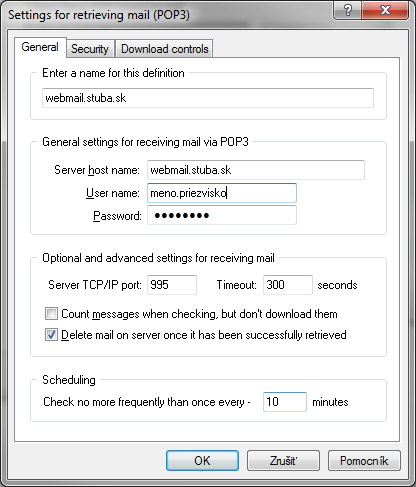 Settings for retrieving mail (POP3)
General Security Download controls
Enter a name for this definition
webmail.stuba.sk
General settings for receiving mail via POP3
Server host name: webmail.stuba.sk
User name: meno.priezvisko
Password: ••••••••
Optional and advanced settings for receiving mail
Server TCP/IP port: 995 Timeout: 300 seconds
Count messages when checking, but don't download them
Delete mail on server once it has been successfully retrieved
Scheduling
Check no more frequently than once every - 10 minutes
OK Zrušiť Pomocník